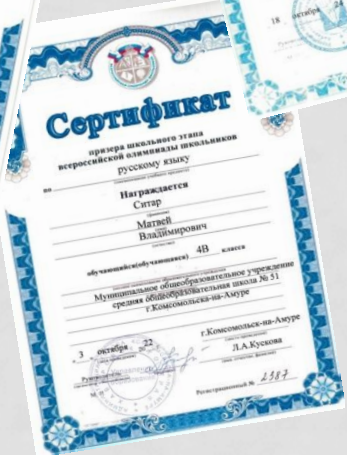 Сертификат
призера школьного этапа
всероссийской олимпиады школьников
по русскому языку
Награждается
Ситар
Матвей
Владимирович
обучающийся(обучающаяся) 4В класса
Муниципальное общеобразовательное учреждение
средняя общеобразовательная школа № 51
г.Комсомольска-на-Амуре
3 октября 22
г.Комсомольск-на-Амуре
Руководитель
Л.А.Кускова
М.П.
Регистрационный № 2387
18 октября 24